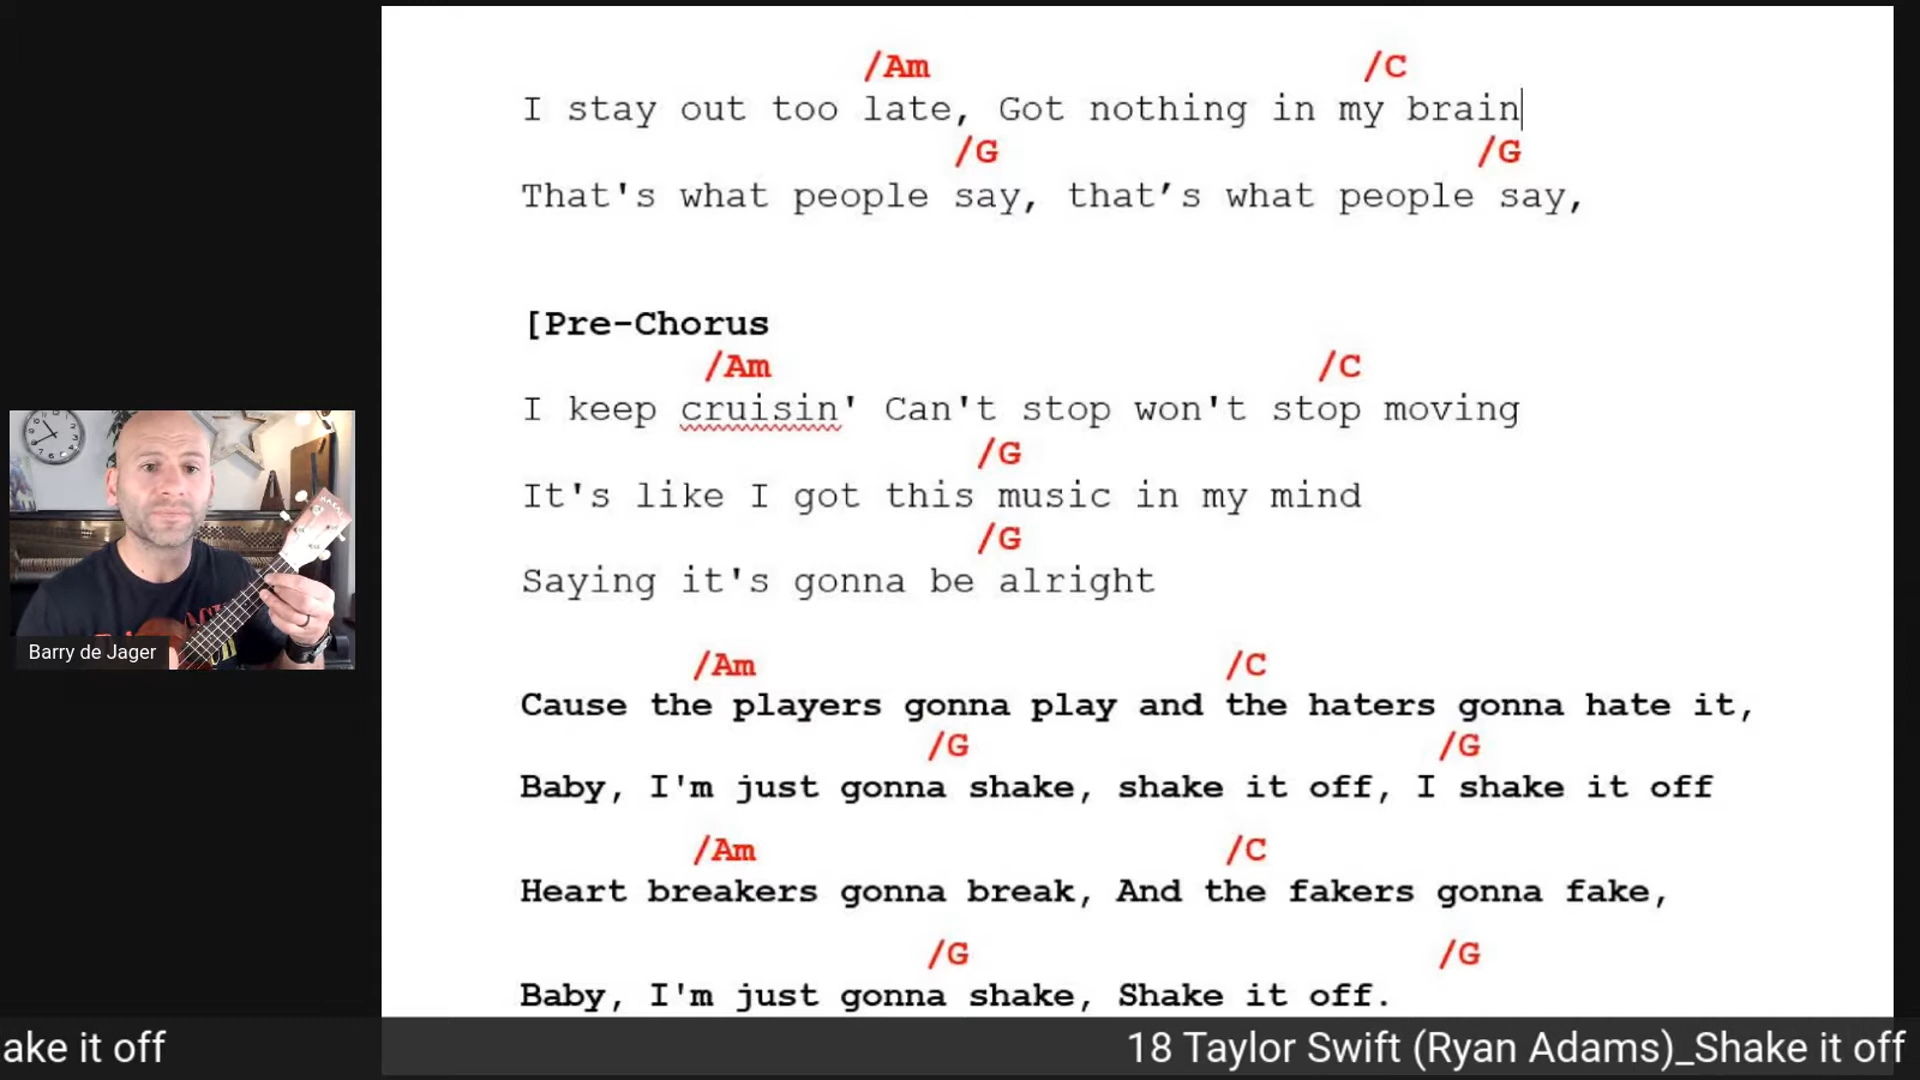 /Am /C
I stay out too late, Got nothing in my brain
/G /G
That's what people say, that’s what people say,
[Pre-Chorus
/Am /C
I keep cruisin' Can't stop won't stop moving
/G
It's like I got this music in my mind
/G
Saying it's gonna be alright
/Am /C
Cause the players gonna play and the haters gonna hate it,
/G /G
Baby, I'm just gonna shake, shake it off, I shake it off
/Am /C
Heart breakers gonna break, And the fakers gonna fake,
/G /G
Baby, I'm just gonna shake, Shake it off.
Barry de Jager
ake it off 18 Taylor Swift (Ryan Adams)_Shake it off